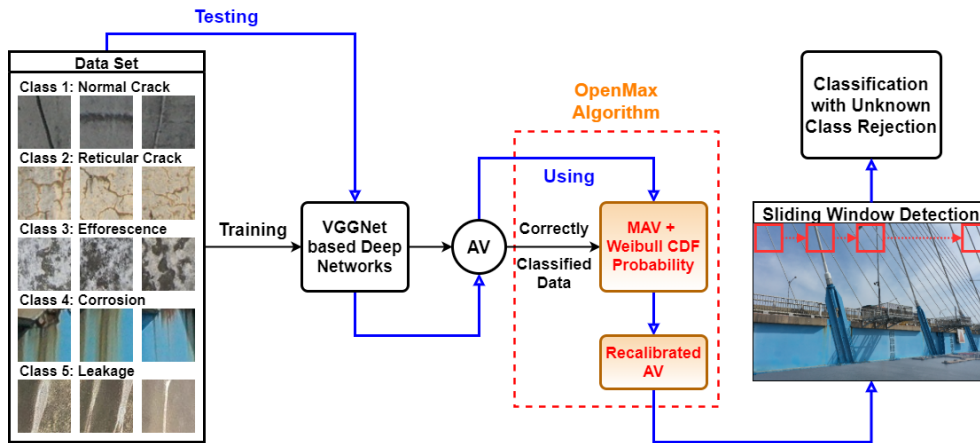 Testing
Data Set
Class 1: Normal Crack
Class 2: Reticular Crack
Class 3: Efforescence
Class 4: Corrosion
Class 5: Leakage
Training
VGGNet
based Deep
Networks
AV
OpenMax
Algorithm
Using
Correctly
Classified
Data
MAV +
Weibull CDF
Probability
Recalibrated
AV
Classification
with Unknown
Class Rejection
Sliding Window Detection